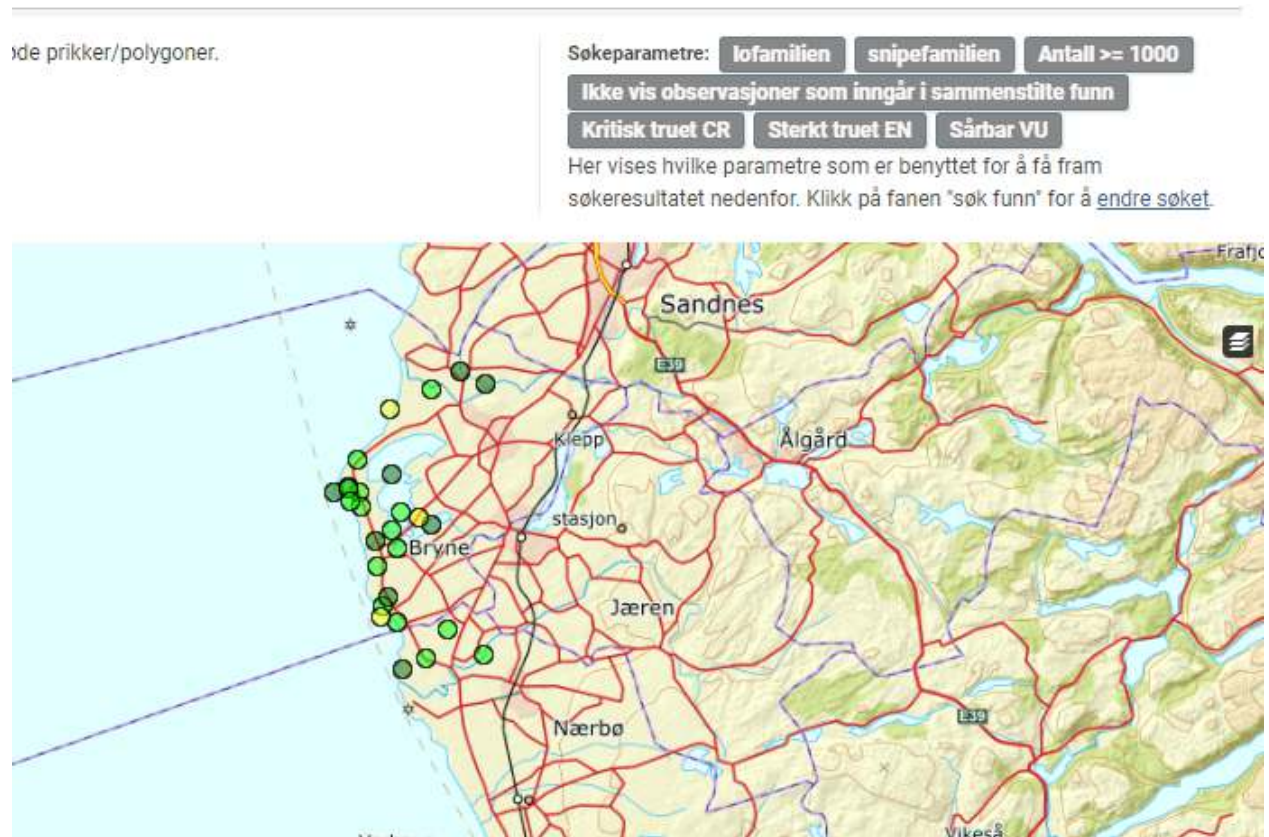 de prikker/polygoner.
Søkeparametre: lofamilien snipefamilien Antall >= 1000
Ikke vis observasjoner som inngår i sammenstilte funn
Kritisk truet CR Sterkt truet EN Sårbar VU
Her vises hvilke parametre som er benyttet for å få fram
søkeresultatet nedenfor. Klikk på fanen "søk funn" for å endre søket.
Frafjo
Sandnes
E39
Klepp
Ålgård
stasjon
Bryne
Jæren
E39
Nærbø
Vikeså